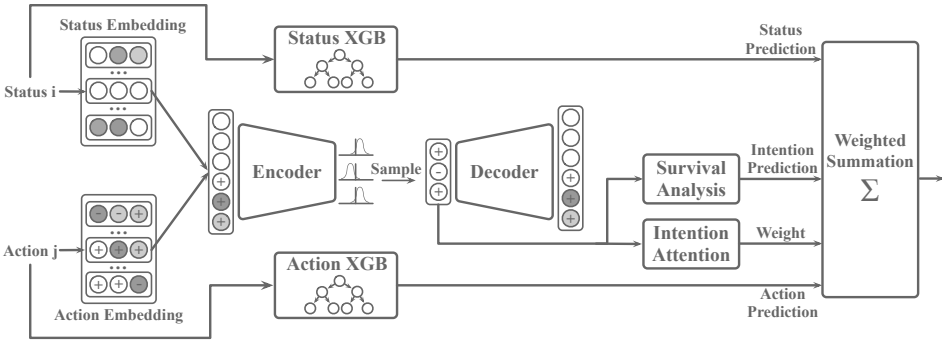 Status Embedding
...
Status i
...
Status XGB
Status
Prediction
Encoder
Sample
+
-
+
Decoder
+
+
+
+
+
+
Survival
Analysis
Intention
Prediction
Weighted
Summation
Σ
- - +
Action j
...
+ + +
...
+ + -
Action Embedding
Action XGB
Intention
Attention
Weight
Action
Prediction